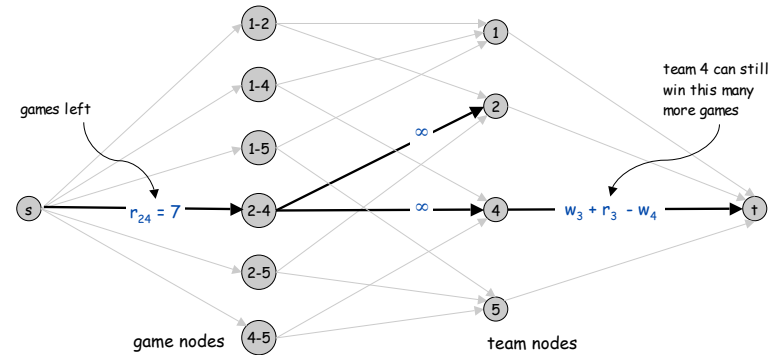 1-2
1
team 4 can still
win this many
more games
1-4
games left
2
∞
1-5
s
r24 = 7
2-4
∞
4
w3 + r3 - w4
t
2-5
5
4-5
game nodes
team nodes